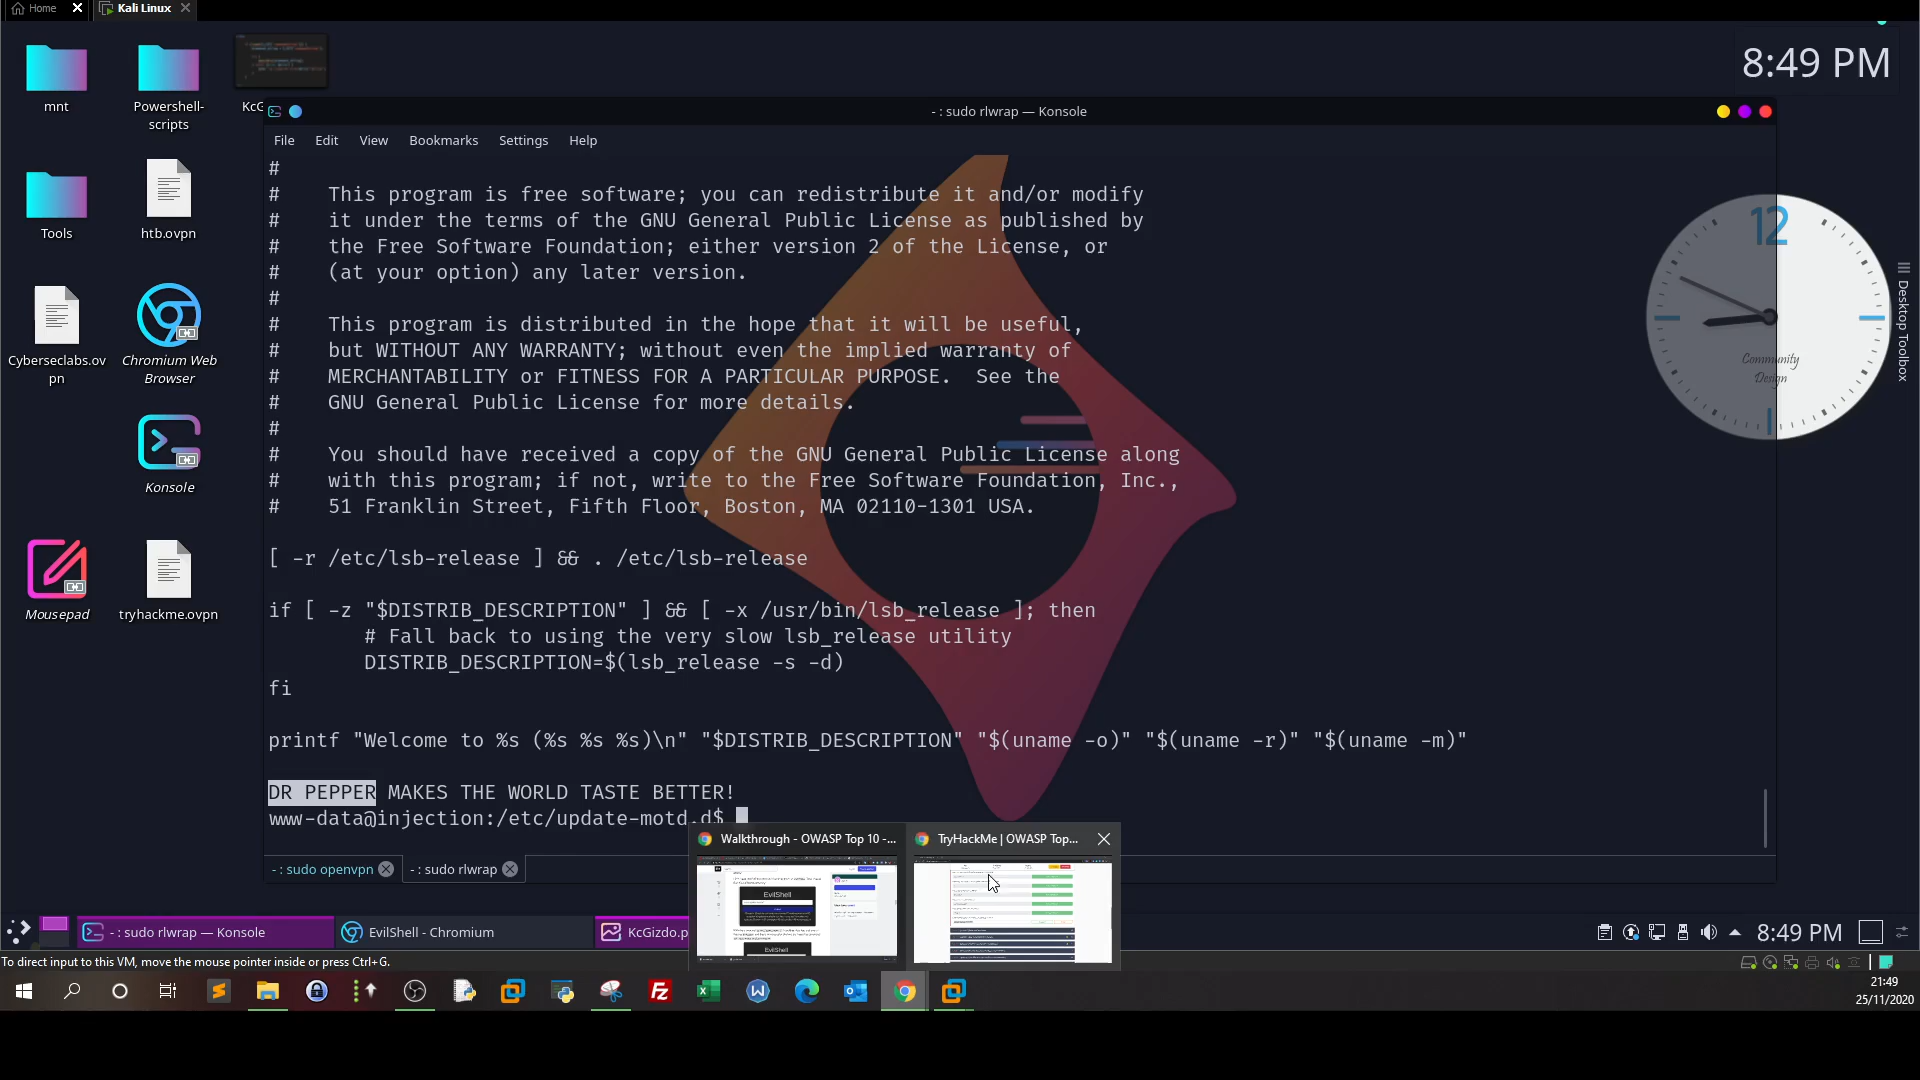 Home
Kali Linux
8:49 PM
mnt
Powershell-
scripts
KcG
- : sudo rlwrap — Konsole
File Edit View Bookmarks Settings Help
#
# This program is free software; you can redistribute it and/or modify
# it under the terms of the GNU General Public License as published by
# the Free Software Foundation; either version 2 of the License, or
# (at your option) any later version.
#
# This program is distributed in the hope that it will be useful,
# but WITHOUT ANY WARRANTY; without even the implied warranty of
# MERCHANTABILITY or FITNESS FOR A PARTICULAR PURPOSE. See the
# GNU General Public License for more details.
#
# You should have received a copy of the GNU General Public License along
# with this program; if not, write to the Free Software Foundation, Inc.,
# 51 Franklin Street, Fifth Floor, Boston, MA 02110-1301 USA.
[ -r /etc/lsb-release ] && . /etc/lsb-release
if [ -z "$DISTRIB_DESCRIPTION" ] && [ -x /usr/bin/lsb_release ]; then
# Fall back to using the very slow lsb_release utility
DISTRIB_DESCRIPTION=$(lsb_release -s -d)
fi
printf "Welcome to %s (%s %s %s)\n" "$DISTRIB_DESCRIPTION" "$(uname -o)" "$(uname -r)" "$(uname -m)"
DR PEPPER MAKES THE WORLD TASTE BETTER!
www-data@injection:/etc/update-motd.d$
Tools
htb.ovpn
Cyberseclabs.ov
pn
Chromium Web
Browser
Konsole
Mousepad
tryhackme.ovpn
12
Community
Design
Desktop Toolbox
Walkthrough - OWASP Top 10 -...
TryHackMe | OWASP Top...
EvilShell
EvilShell
- : sudo openvpn
- : sudo rlwrap
- : sudo rlwrap — Konsole
EvilShell - Chromium
KcGizdo.p
8:49 PM
To direct input to this VM, move the mouse pointer inside or press Ctrl+G.
21:49
25/11/2020